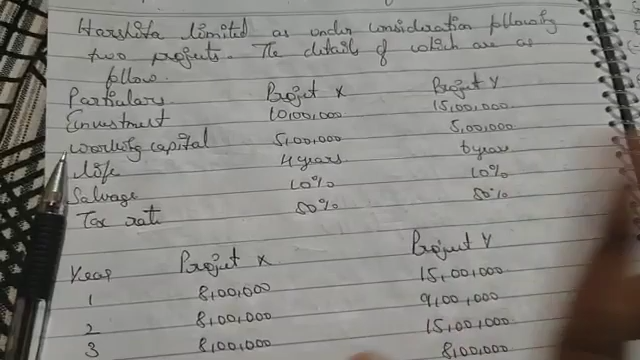 Harshita limited as under consideration following
two projects. The details of which are as
follow.
Particulars Project X Project Y
Einvestment 10,00,000 15,00,000
working capital 5,00,000 5,00,000
life 4 years 6 years
Salvage 10% 10%
Tax rate 50% 50%
Year Project X Project Y
1 8,00,000 15,00,000
2 8,00,000 9,00,000
3 8,00,000 15,00,000
8,00,000